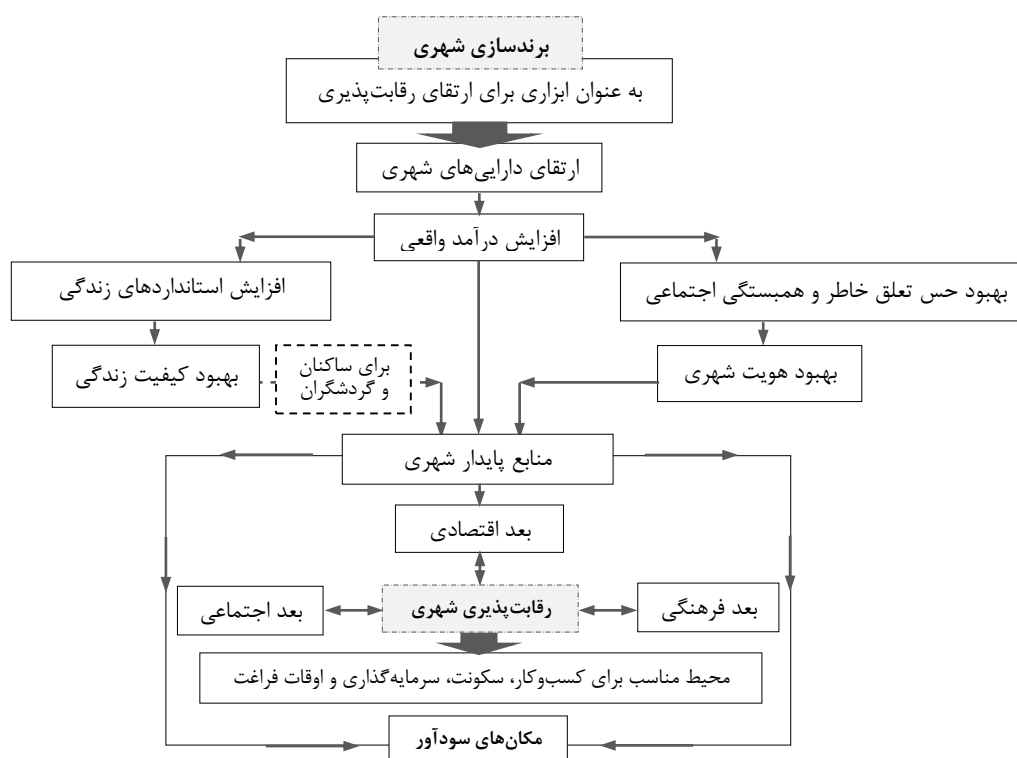 برندسازی شهری
به عنوان ابزاری برای ارتقای رقابت‌پذیری
ارتقای دارایی‌های شهری
افزایش درآمد واقعی
بهبود حس تعلق خاطر و همبستگی اجتماعی
افزایش استانداردهای زندگی
بهبود هویت شهری
برای ساکنان
و گردشگران
بهبود کیفیت زندگی
منابع پایدار شهری
بعد اقتصادی
بعد فرهنگی
رقابت‌پذیری شهری
بعد اجتماعی
محیط مناسب برای کسب‌وکار، سکونت، سرمایه‌گذاری و اوقات فراغت
مکان‌های سودآور